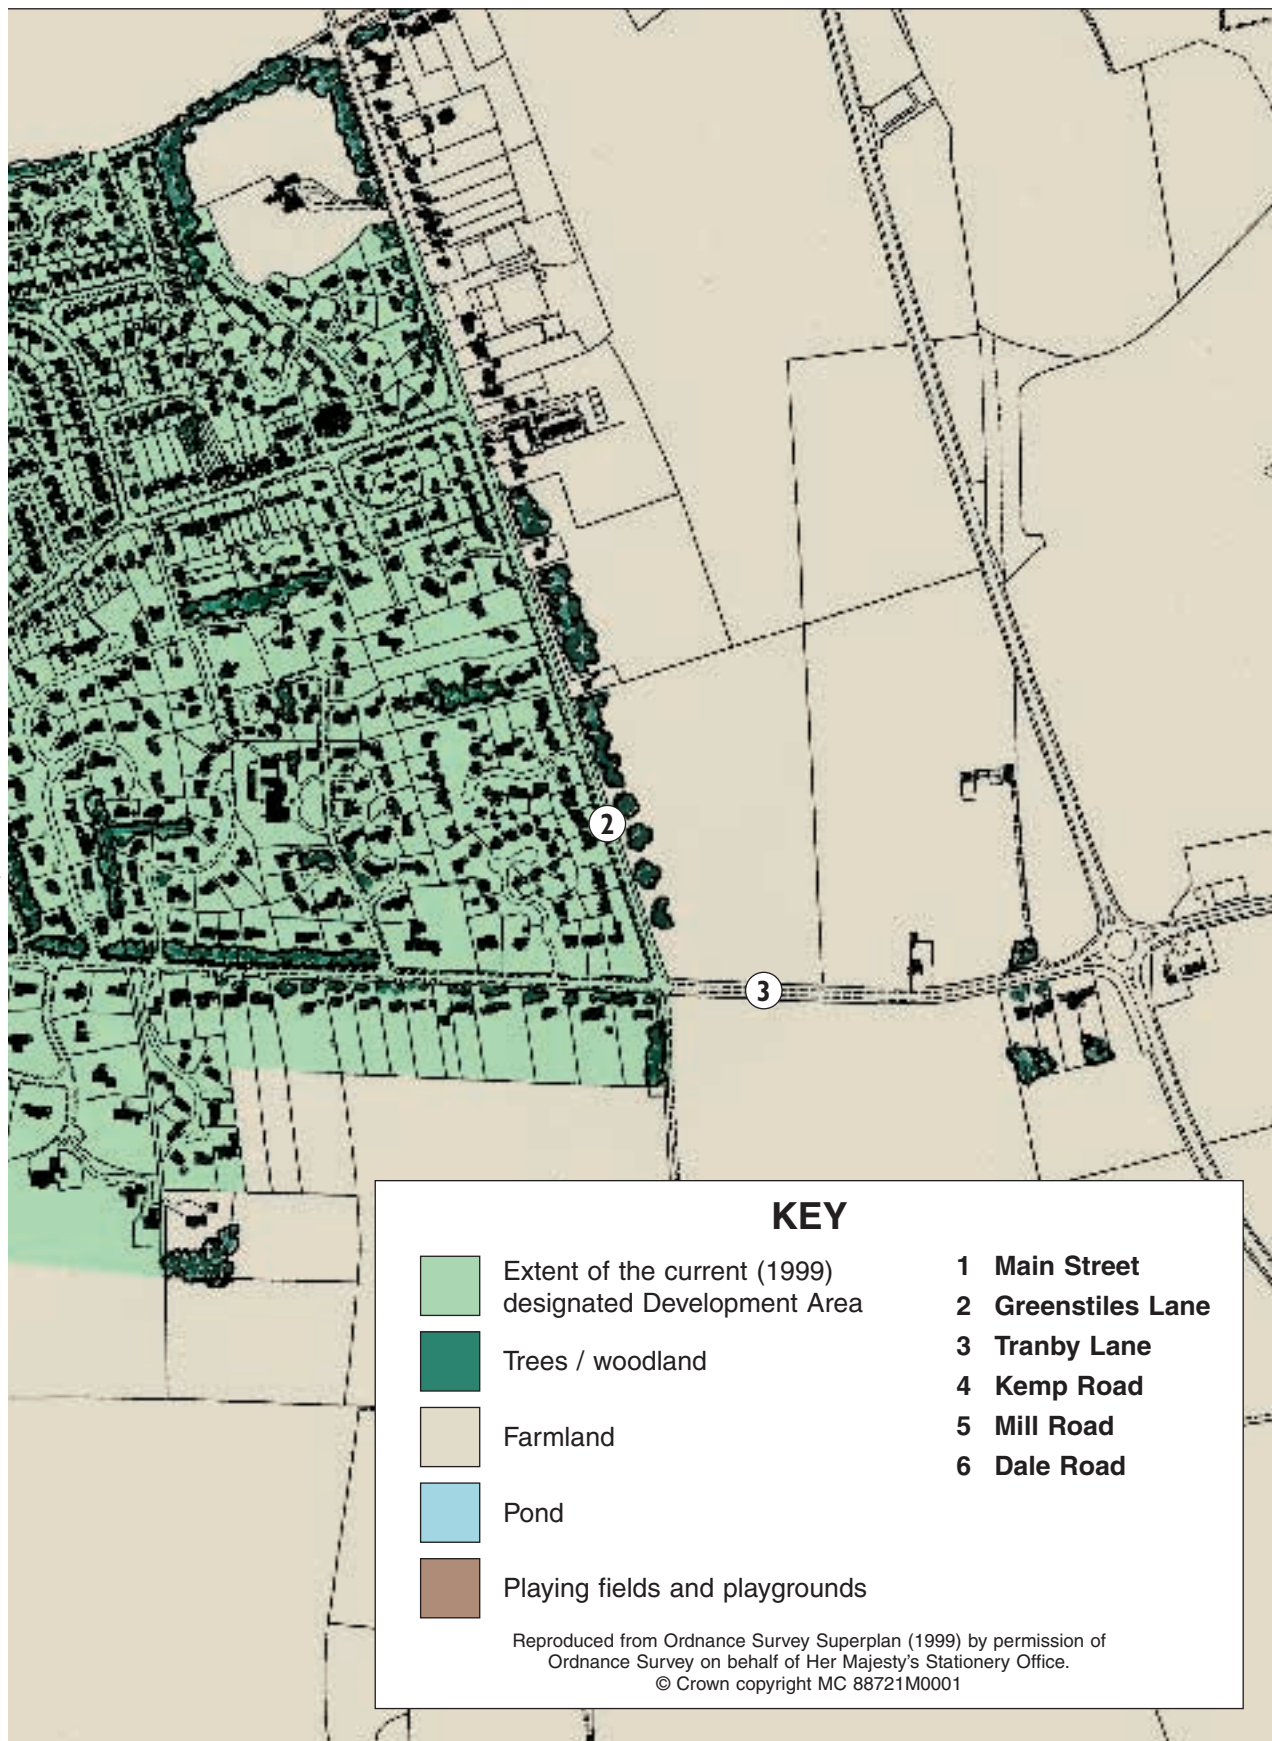 2
3
KEY
Extent of the current (1999)
designated Development Area
Trees / woodland
Farmland
Pond
Playing fields and playgrounds
1 Main Street
2 Greenstiles Lane
3 Tranby Lane
4 Kemp Road
5 Mill Road
6 Dale Road
Reproduced from Ordnance Survey Superplan (1999) by permission of
Ordnance Survey on behalf of Her Majesty's Stationery Office.
© Crown copyright MC 88721M0001